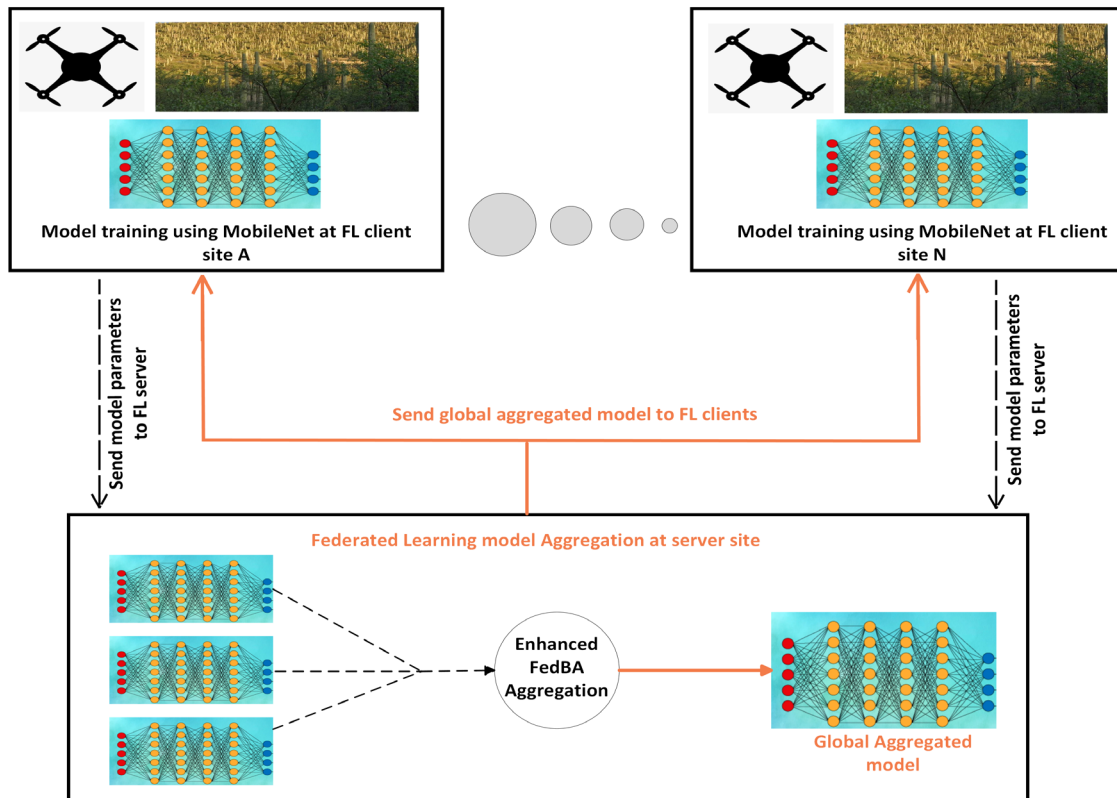 Model training using MobileNet at FL client
site A
Model training using MobileNet at FL client
site N
Send model parameters
to FL server
Send global aggregated model to FL clients
Send model parameters
to FL server
Federated Learning model Aggregation at server site
Enhanced
FedBA
Aggregation
Global Aggregated
model